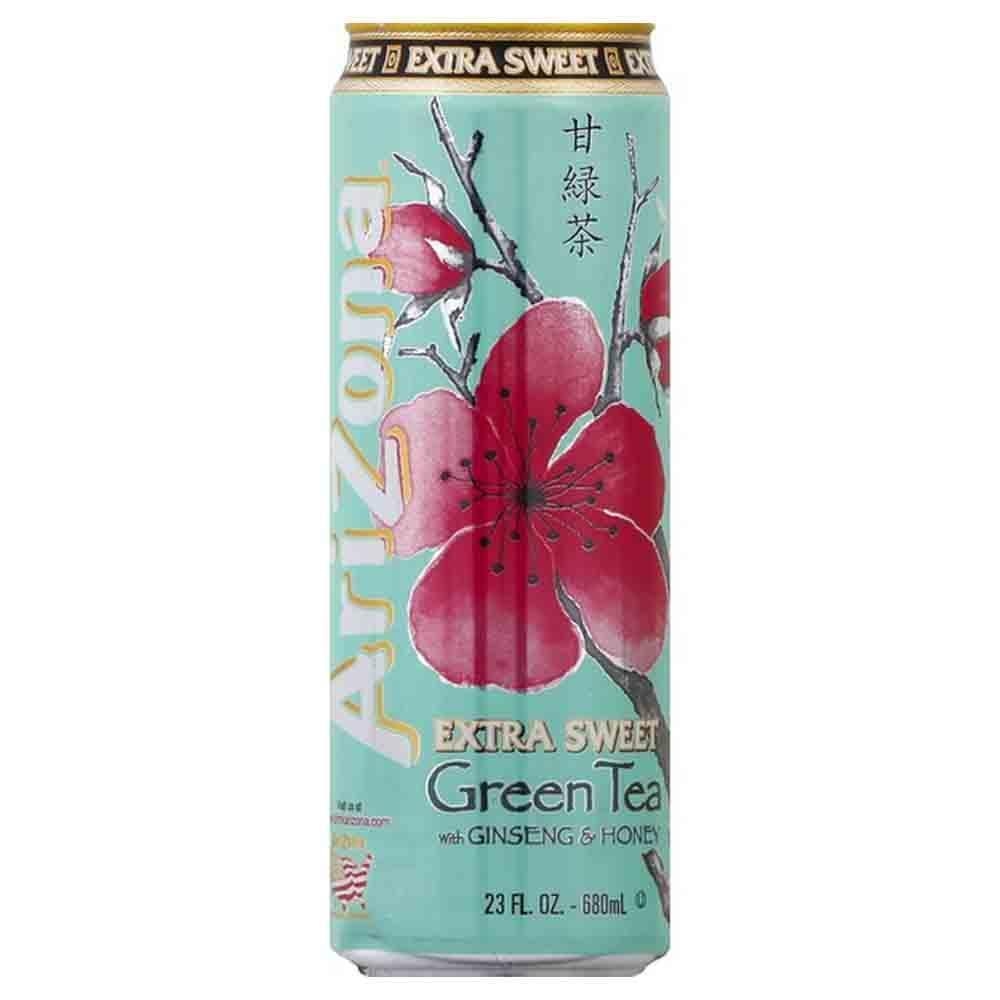 EXTRA SWEET
甘緑茶
AriZona
EXTRA SWEET
Green Tea
with GINSENG & HONEY
23 FL. OZ. - 680mL